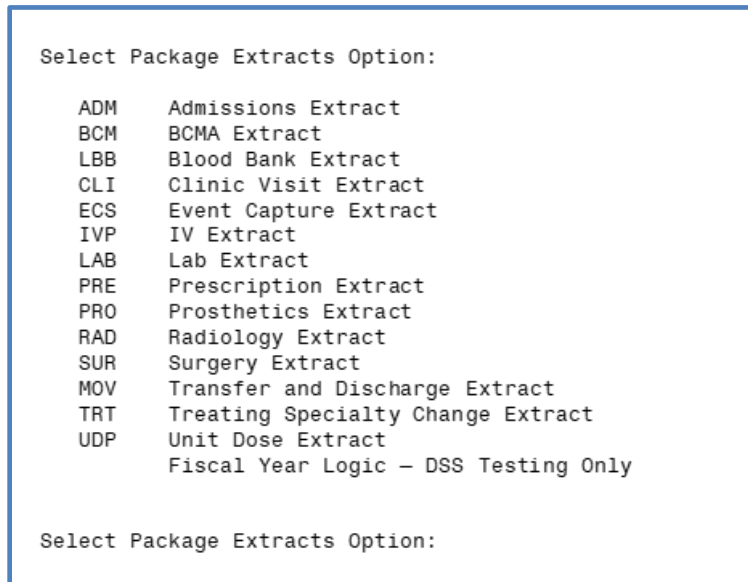 Select Package Extracts Option:
ADM Admissions Extract
BCM BCMA Extract
LBB Blood Bank Extract
CLI Clinic Visit Extract
ECS Event Capture Extract
IVP IV Extract
LAB Lab Extract
PRE Prescription Extract
PRO Prosthetics Extract
RAD Radiology Extract
SUR Surgery Extract
MOV Transfer and Discharge Extract
TRT Treating Specialty Change Extract
UDP Unit Dose Extract
Fiscal Year Logic – DSS Testing Only
Select Package Extracts Option: